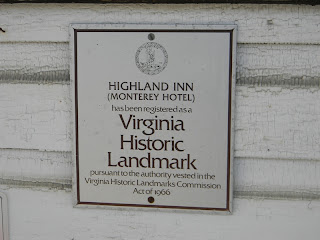 HIGHLAND INN
(MONTEREY HOTEL)
has been registered as a
Virginia
Historic
Landmark
pursuant to the authority vested in the
Virginia Historic Landmarks Commission
Act of 1966